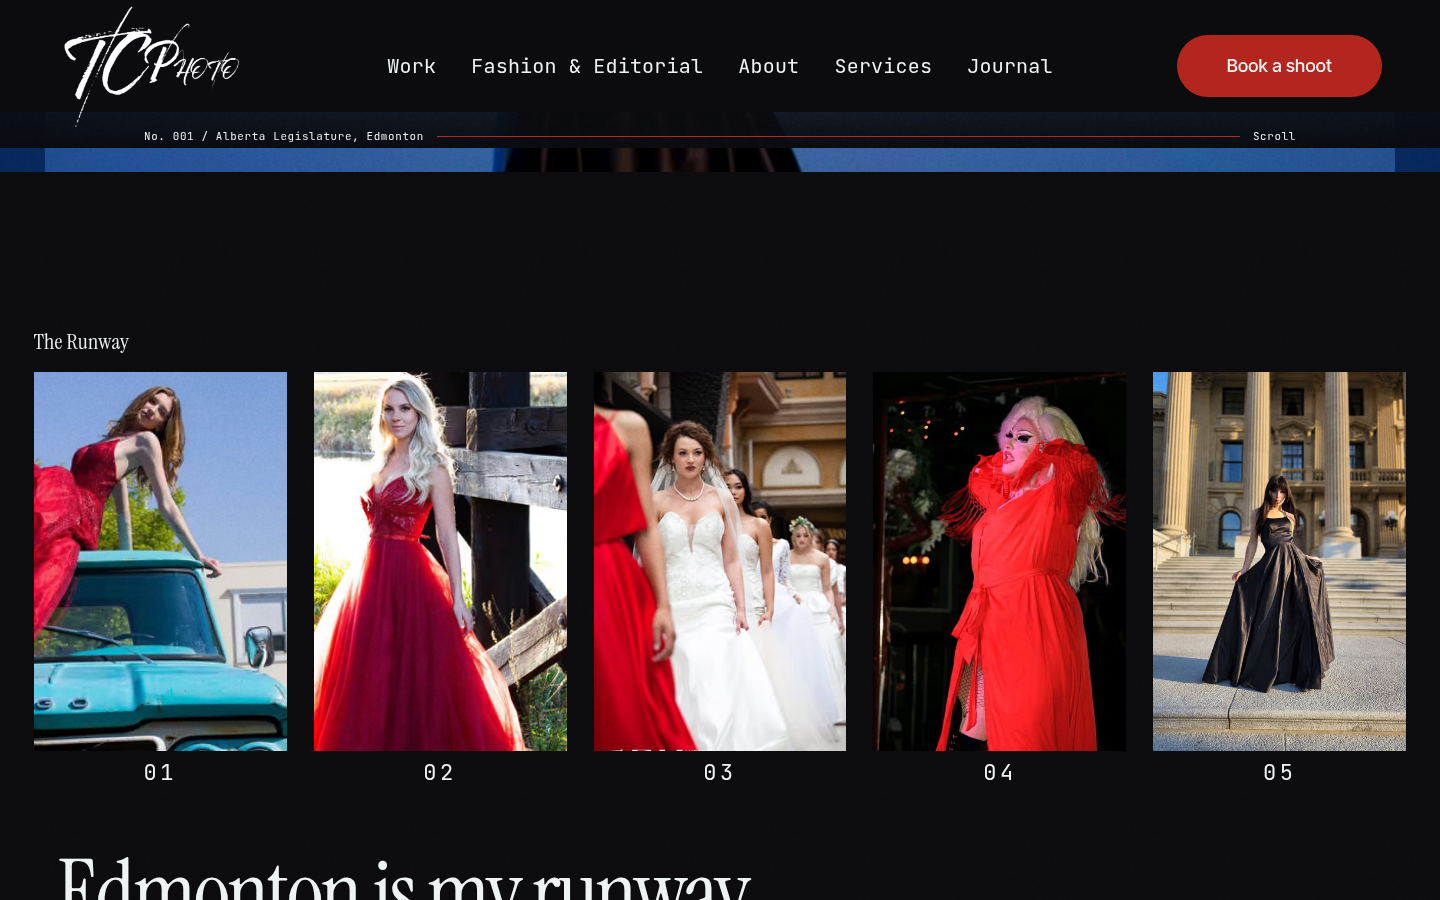 TCPHOTO
Work
Fashion & Editorial
About
Services
Journal
Book a shoot
No. 001 / Alberta Legislature, Edmonton
Scroll
The Runway
01
02
03
04
05
Edmonton is my runway